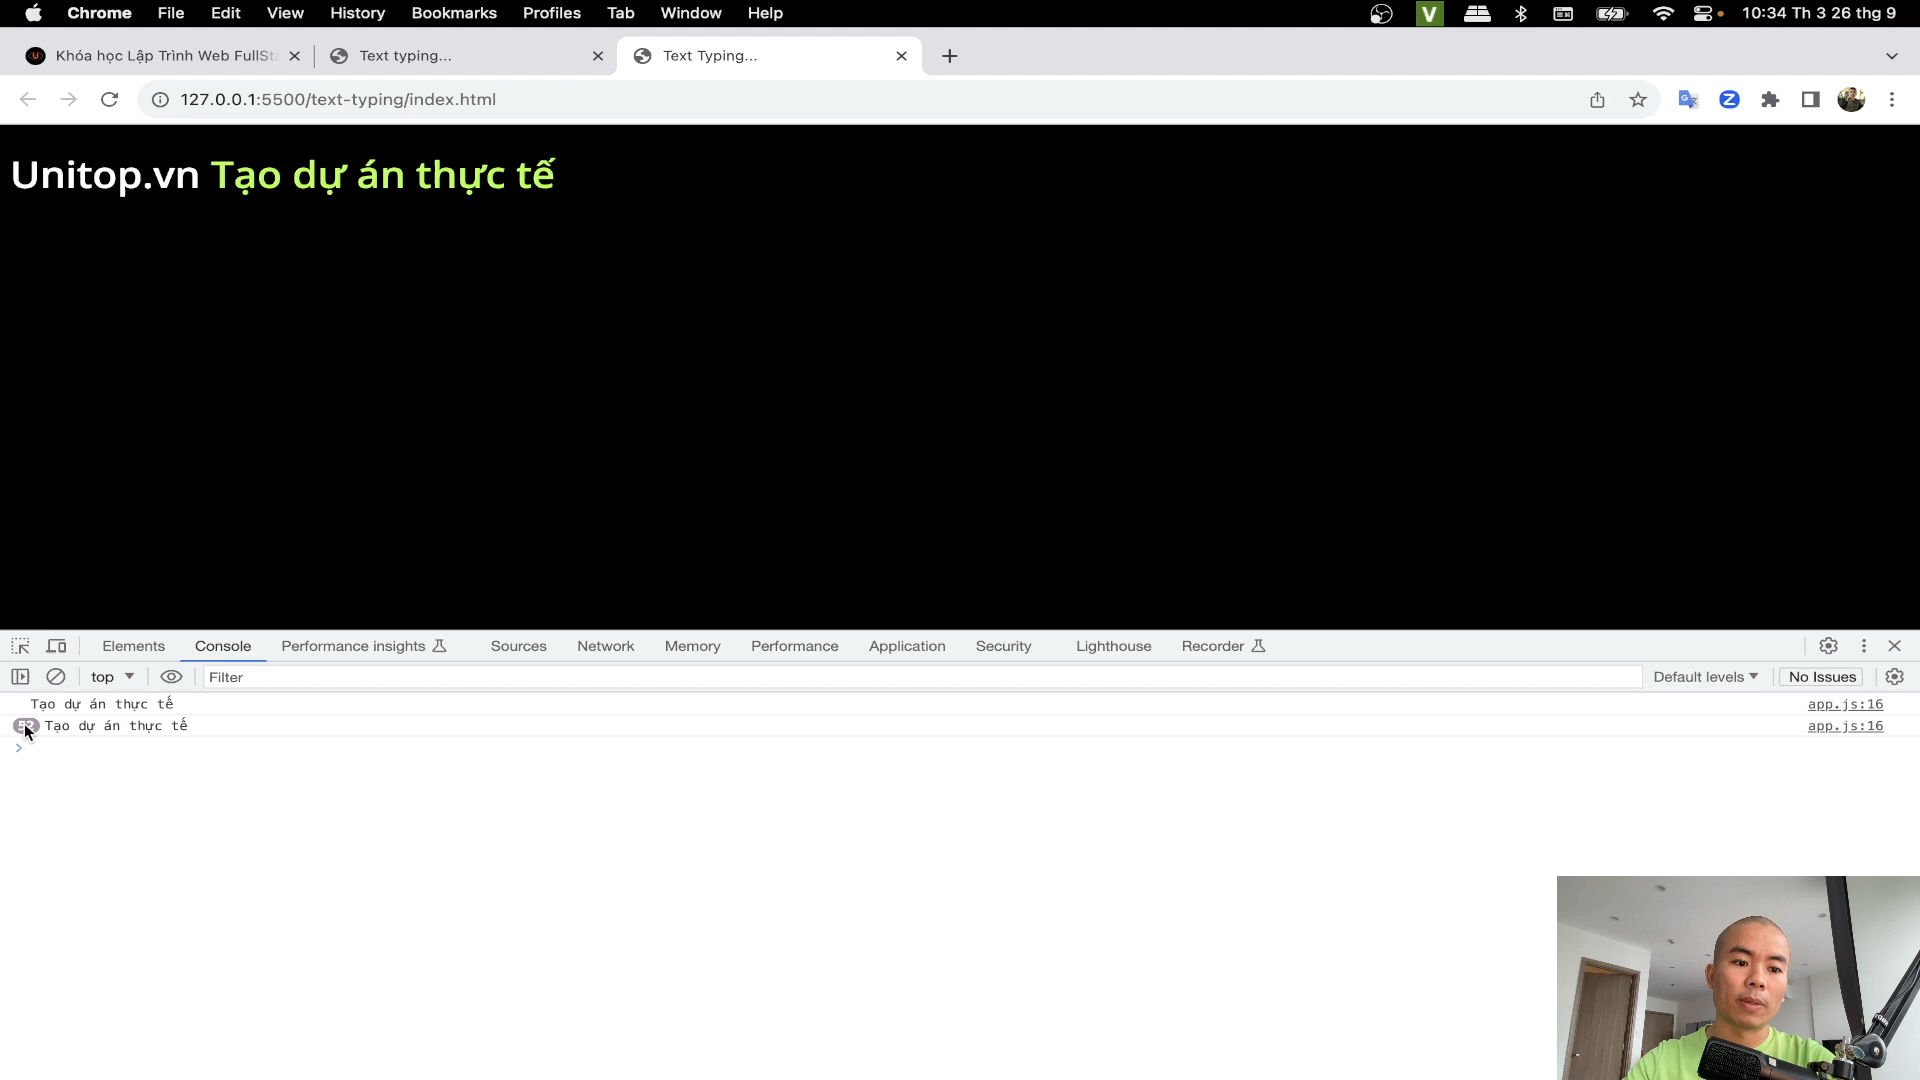 Chrome File Edit View History Bookmarks Profiles Tab Window Help V 10:34 Th 3 26 thg 9
Khóa học Lập Trình Web FullSt Text typing... Text Typing...
127.0.0.1:5500/text-typing/index.html
Unitop.vn Tạo dự án thực tế
Elements Console Performance insights Sources Network Memory Performance Application Security Lighthouse Recorder
top Filter Default levels No Issues
Tạo dự án thực tế app.js:16
Tạo dự án thực tế app.js:16